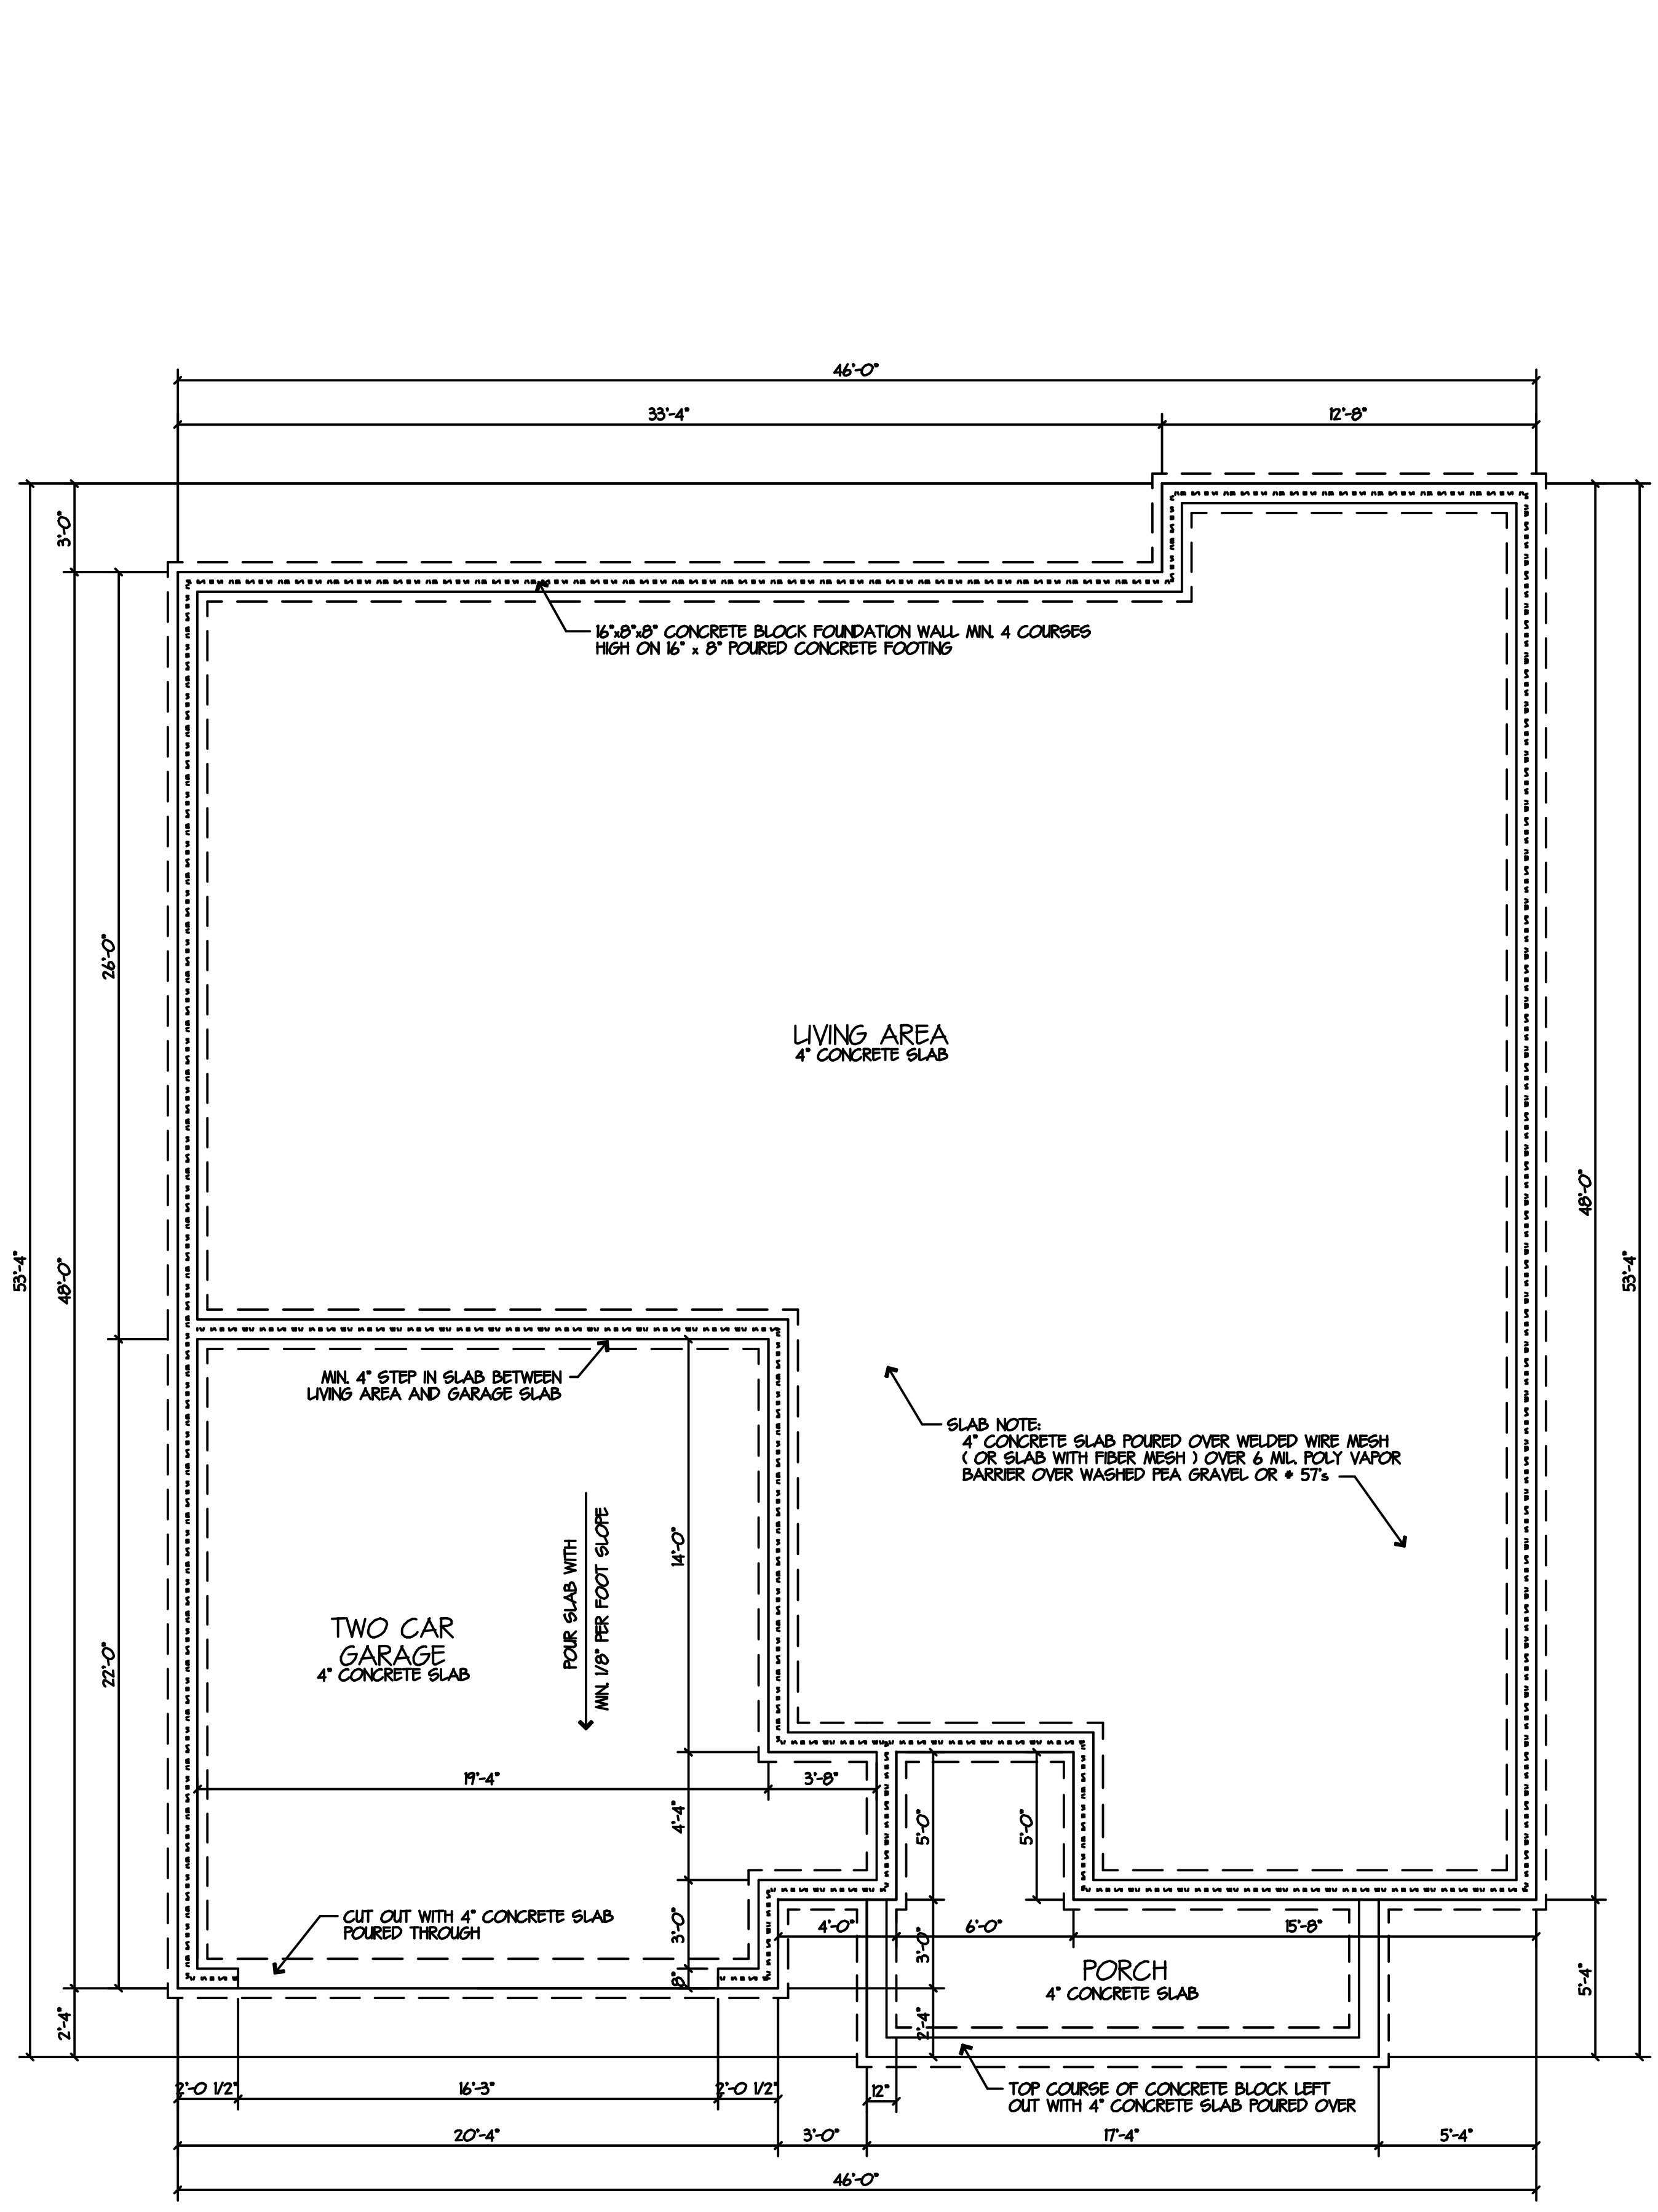 46'-0"
33'-4"
12'-8"
3'-0"
16"x8"x8" CONCRETE BLOCK FOUNDATION WALL MIN. 4 COURSES
HIGH ON 16" x 8" POURED CONCRETE FOOTING
26'-0"
LIVING AREA
4" CONCRETE SLAB
48'-0"
53'-4"
48'-0"
53'-4"
MIN. 4" STEP IN SLAB BETWEEN
LIVING AREA AND GARAGE SLAB
SLAB NOTE:
4" CONCRETE SLAB POURED OVER WELDED WIRE MESH
( OR SLAB WITH FIBER MESH ) OVER 6 MIL. POLY VAPOR
BARRIER OVER WASHED PEA GRAVEL OR # 57's
14'-0"
POUR SLAB WITH
MIN. 1/8" PER FOOT SLOPE
TWO CAR
GARAGE
4" CONCRETE SLAB
22'-0"
19'-4"
3'-8"
4'-4"
5'-0"
5'-0"
CUT OUT WITH 4" CONCRETE SLAB
POURED THROUGH
3'-0"
4'-0"
6'-0"
15'-8"
3'-0"
PORCH
4" CONCRETE SLAB
8"
5'-4"
2'-4"
2'-4"
2'-0 1/2"
16'-3"
2'-0 1/2"
12"
TOP COURSE OF CONCRETE BLOCK LEFT
OUT WITH 4" CONCRETE SLAB POURED OVER
20'-4"
3'-0"
17'-4"
5'-4"
46'-0"